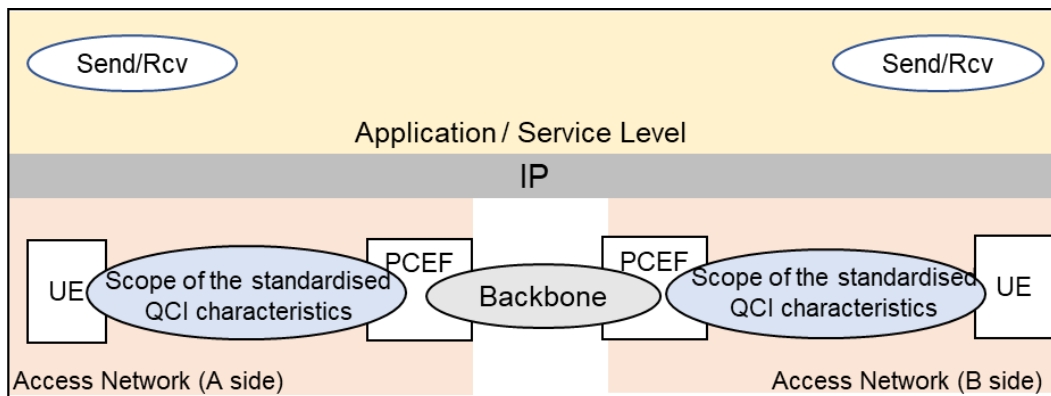 Send/Rcv
Send/Rcv
Application / Service Level
IP
UE
Scope of the standardised
QCI characteristics
PCEF
Backbone
PCEF
Scope of the standardised
QCI characteristics
UE
Access Network (A side)
Access Network (B side)